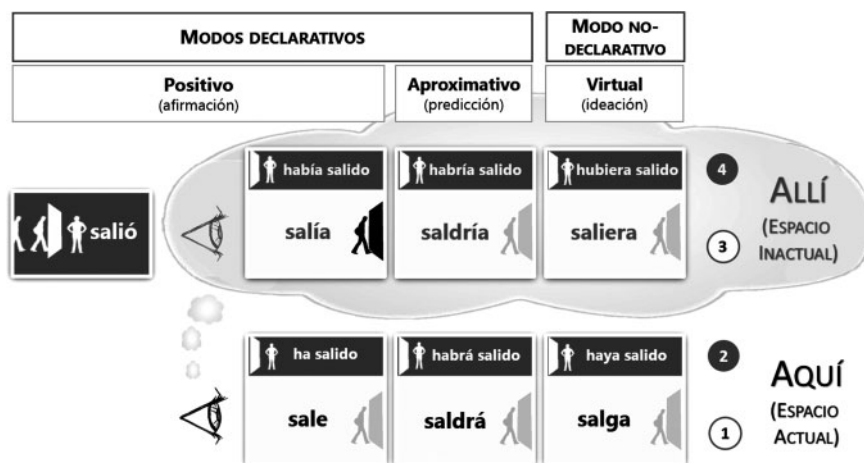 MODOS DECLARATIVOS
MODO NO-
DECLARATIVO
Positivo
(afirmación)
Aproximativo
(predicción)
Virtual
(ideación)
había salido
habría salido
hubiera salido
4
salió
salía
saldría
saliera
3
ALLÍ
(ESPACIO
INACTUAL)
ha salido
habrá salido
haya salido
2
sale
saldrá
salga
1
AQUÍ
(ESPACIO
ACTUAL)